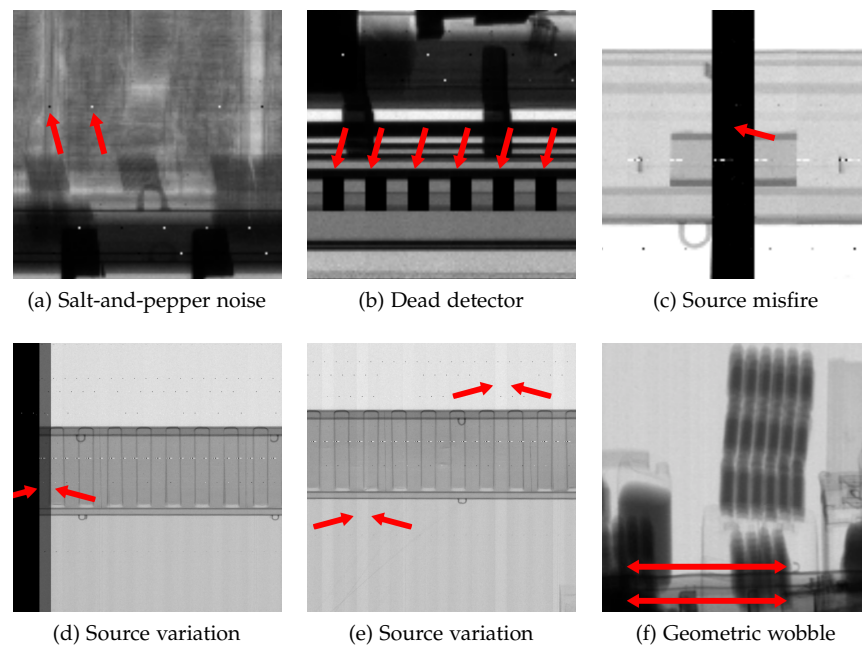 (a) Salt-and-pepper noise
(b) Dead detector
(c) Source misfire
(d) Source variation
(e) Source variation
(f) Geometric wobble